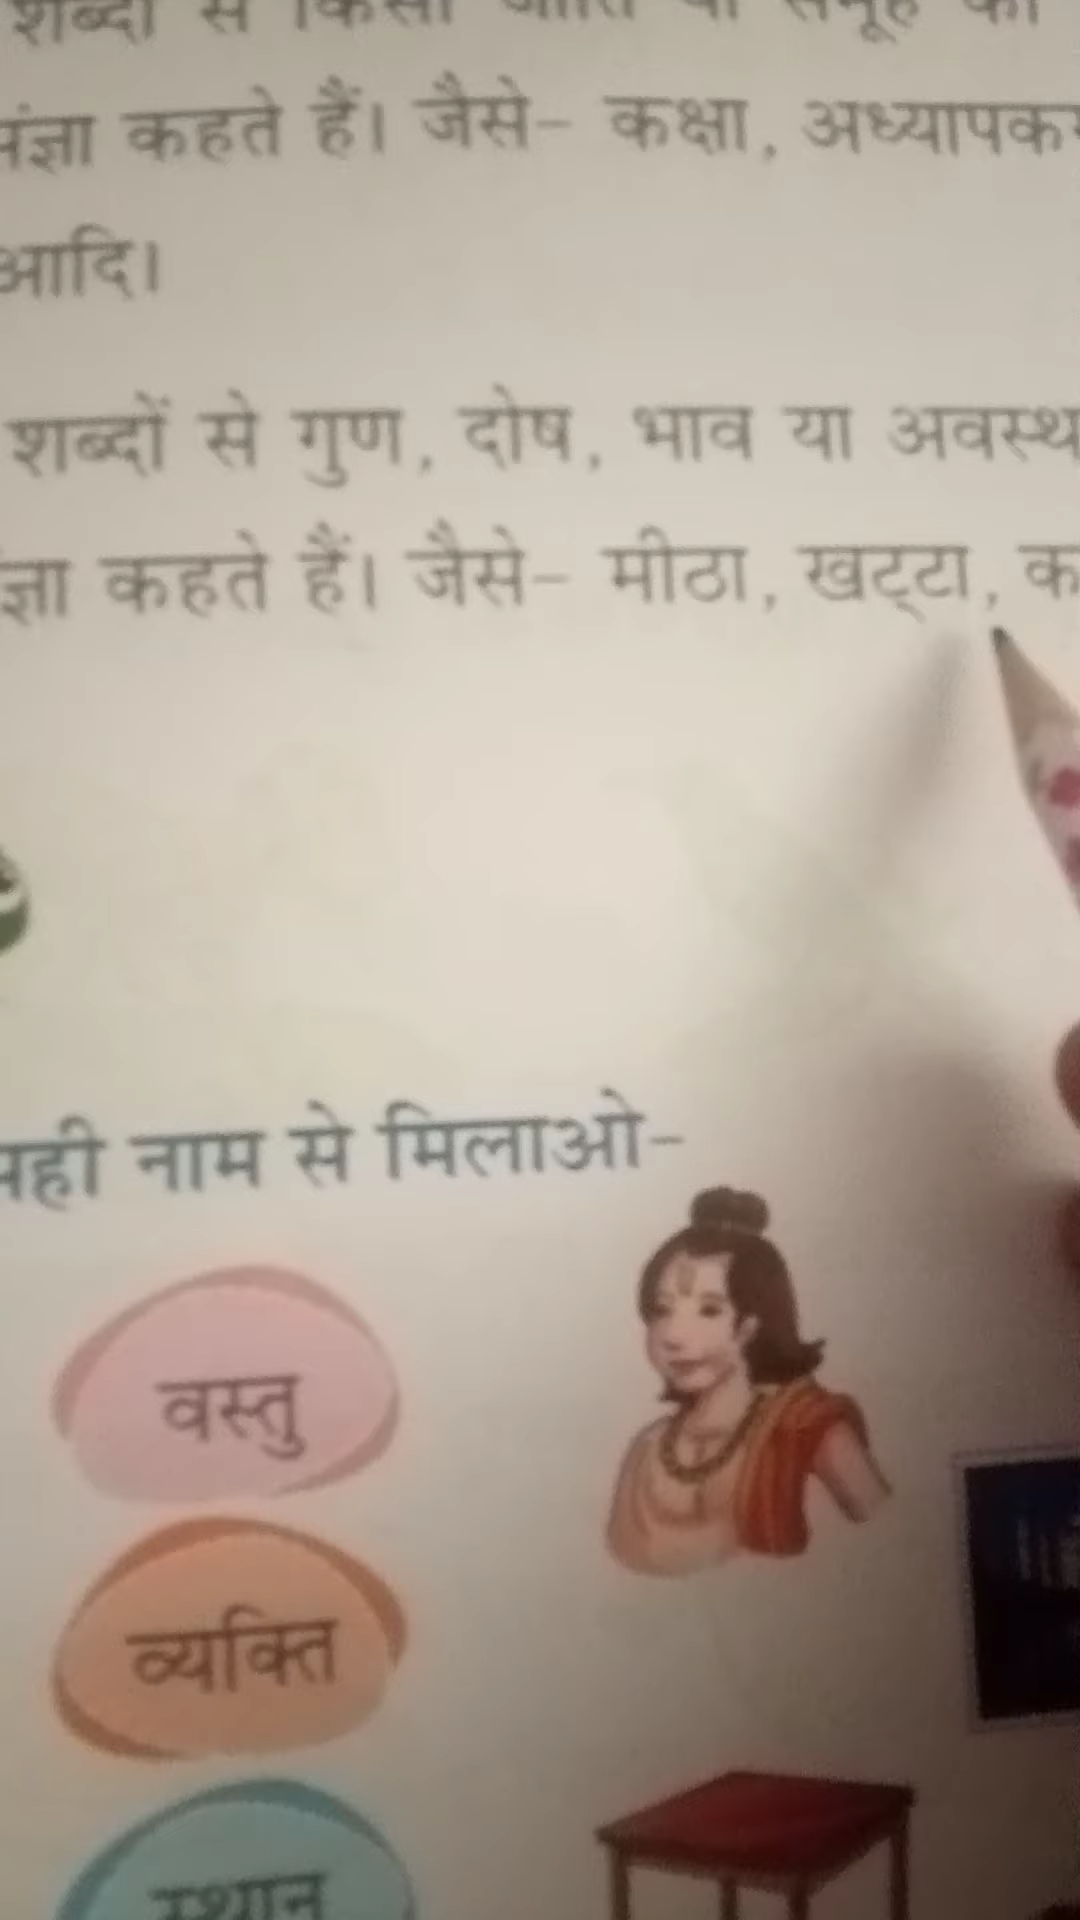 शब्दों से किसी जाति या समूह का
संज्ञा कहते हैं। जैसे- कक्षा, अध्यापक
आदि।
शब्दों से गुण, दोष, भाव या अवस्थ
ज्ञा कहते हैं। जैसे- मीठा, खट्टा, क
सही नाम से मिलाओ-
वस्तु
व्यक्ति
स्थान